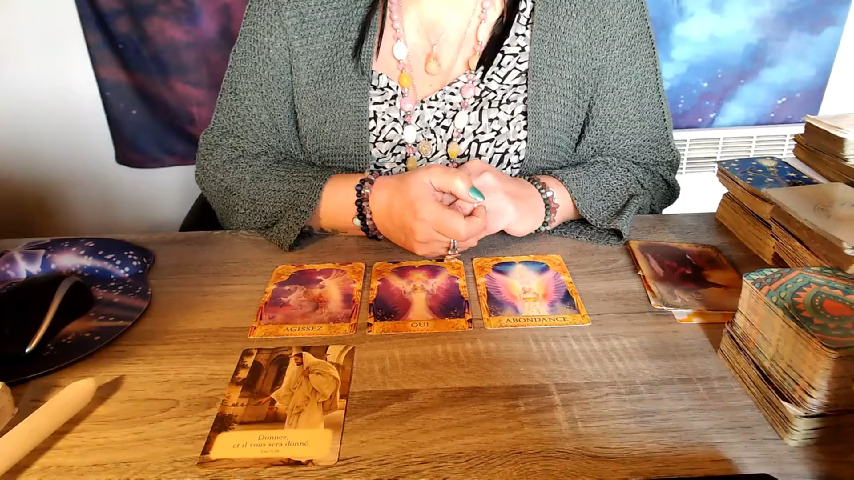 AGISSEZ
OUI
ABONDANCE
Donnez,
et il vous sera donné.